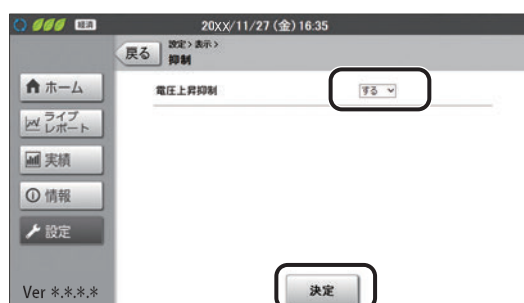 経済
20XX/11/27 (金) 16:35
戻る
設定＞表示＞
抑制
ホーム
ライブ
レポート
実績
情報
設定
電圧上昇抑制
する
決定
Ver *.*.*.*